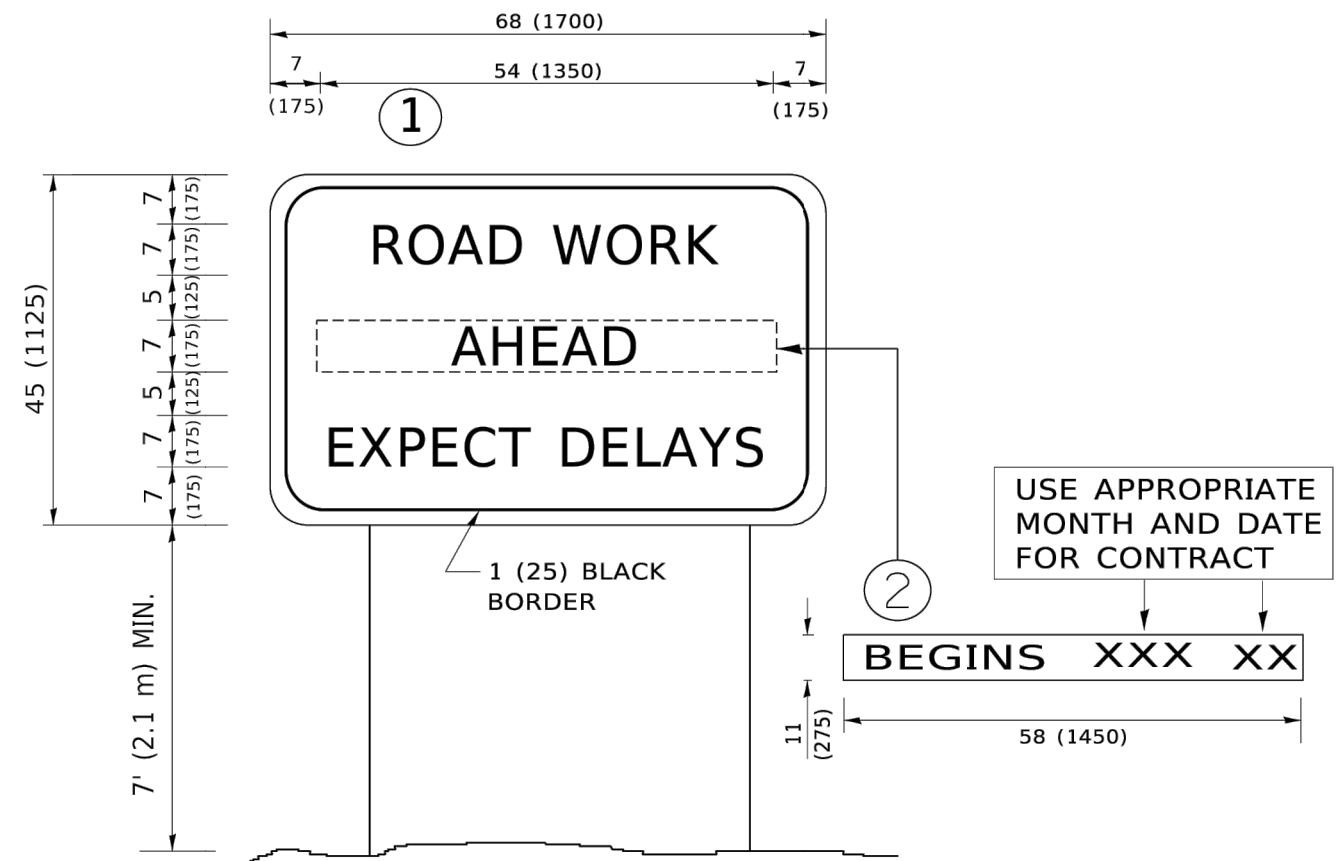 68 (1700)
7 54 (1350) 7
(175) (175)
1
45 (1125)
7 (175)
7 (175)
5 (125)
7 (175)
5 (125)
7 (175)
7 (175)
ROAD WORK
AHEAD
EXPECT DELAYS
1 (25) BLACK
BORDER
7' (2.1 m) MIN.
USE APPROPRIATE
MONTH AND DATE
FOR CONTRACT
2
BEGINS XXX XX
11
(275)
58 (1450)